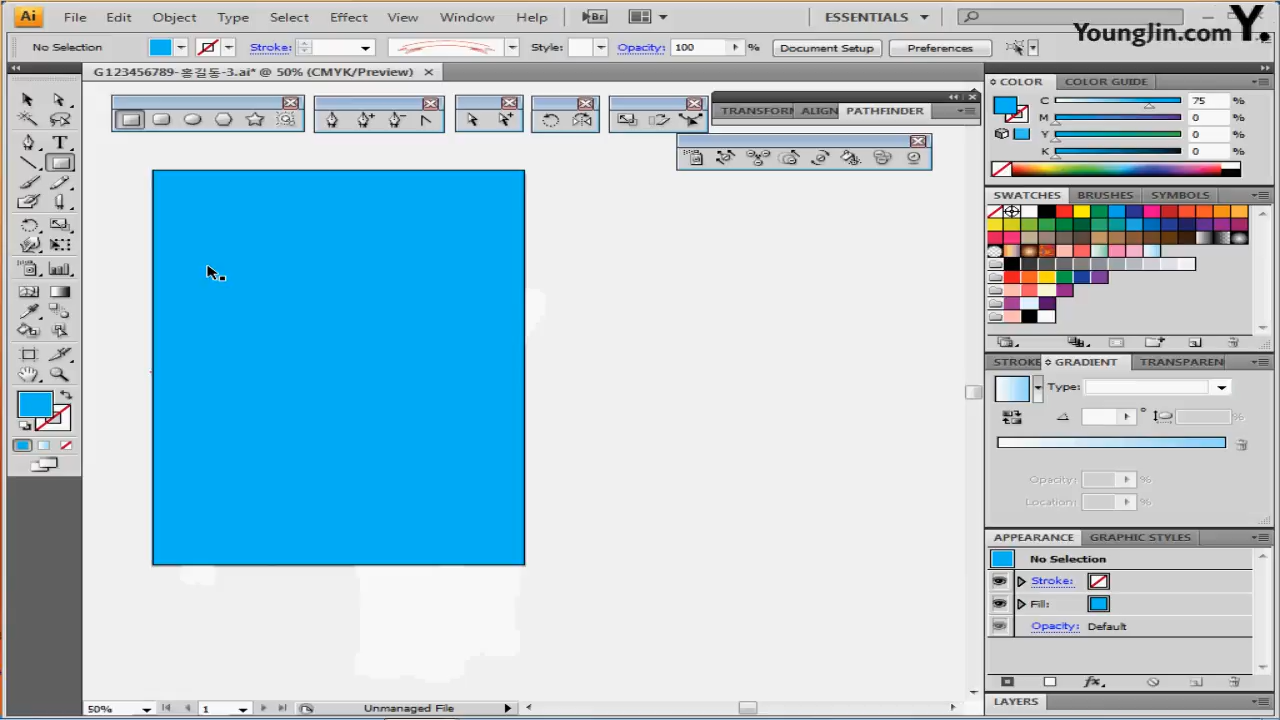 Ai File Edit Object Type Select Effect View Window Help Br ESSENTIALS
YoungJin.com Y.
No Selection Stroke: Style: Opacity: 100 % Document Setup Preferences
G123456789-홍길동-3.ai* @ 50% (CMYK/Preview) ×
COLOR COLOR GUIDE
TRANSFORM ALIGN PATHFINDER
C 75 %
M 0 %
Y 0 %
K 0 %
T
SWATCHES BRUSHES SYMBOLS
STROKE GRADIENT TRANSPAREN
Type:
°
%
Opacity: %
Location: %
APPEARANCE GRAPHIC STYLES
No Selection
Stroke:
Fill:
Opacity: Default
fx
LAYERS
50% 1 Unmanaged File